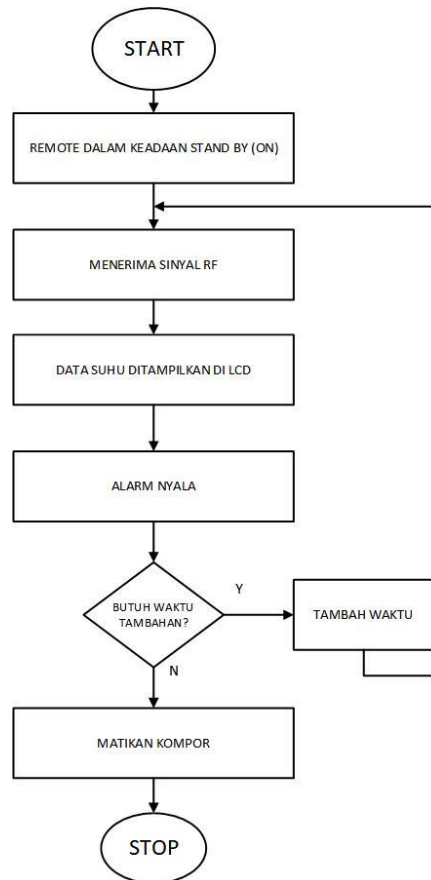 START
REMOTE DALAM KEADAAN STAND BY (ON)
MENERIMA SINYAL RF
DATA SUHU DITAMPILKAN DI LCD
ALARM NYALA
BUTUH WAKTU
TAMBAHAN?
Y
TAMBAH WAKTU
N
MATIKAN KOMPOR
STOP